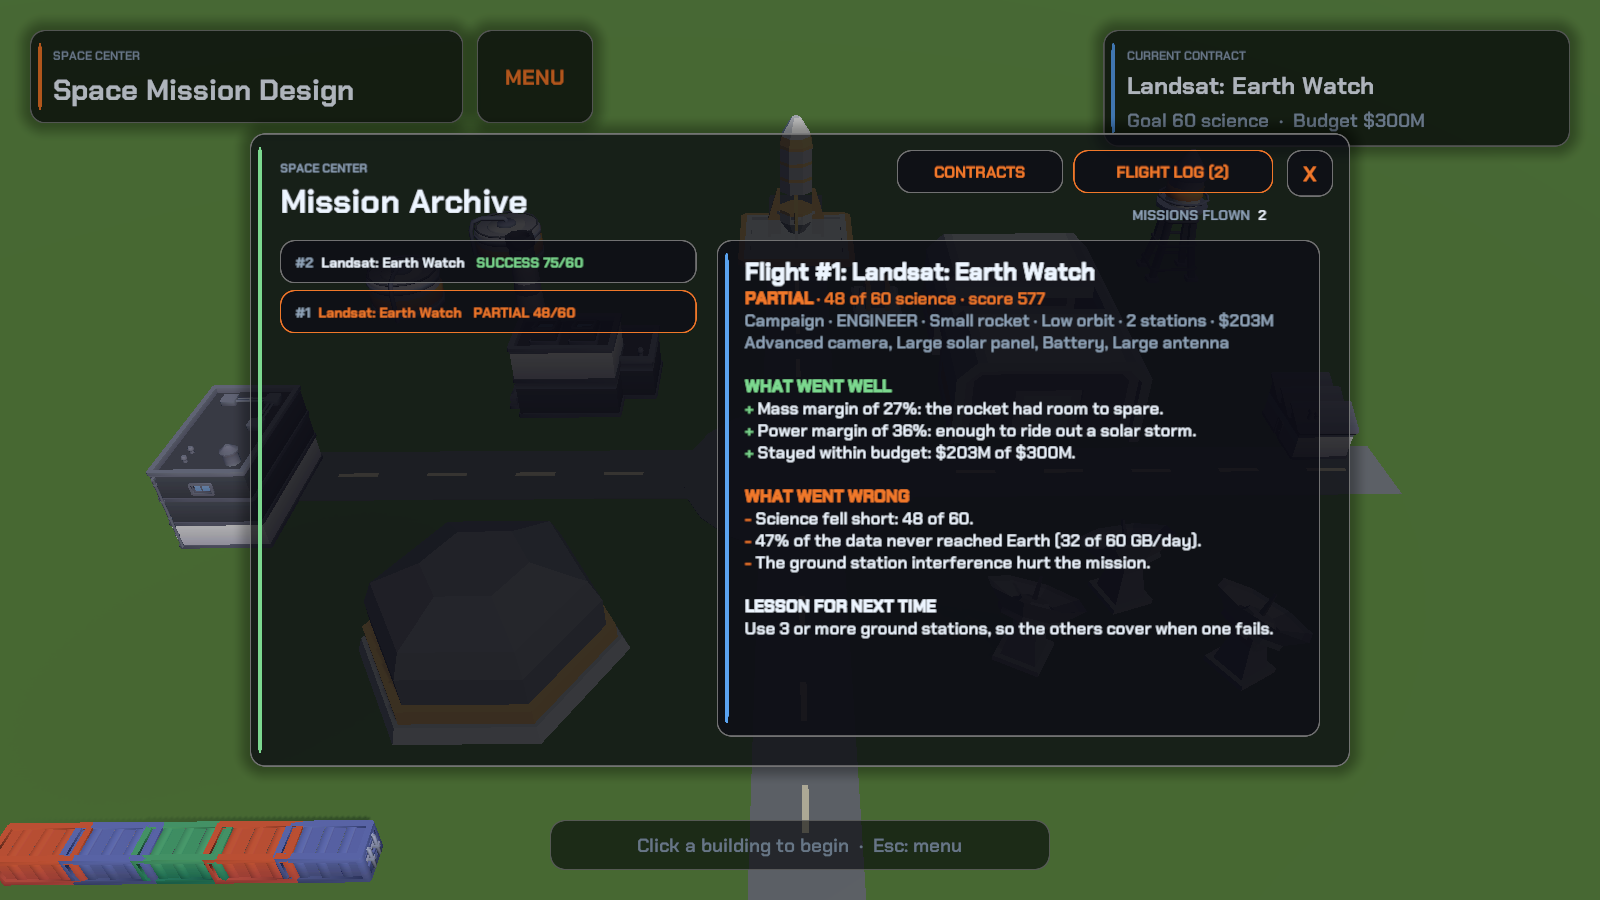 SPACE CENTER
Space Mission Design
MENU
CURRENT CONTRACT
Landsat: Earth Watch
Goal 60 science · Budget $300M
SPACE CENTER
Mission Archive
CONTRACTS
FLIGHT LOG (2)
X
MISSIONS FLOWN 2
#2 Landsat: Earth Watch SUCCESS 75/60
#1 Landsat: Earth Watch PARTIAL 48/60
Flight #1: Landsat: Earth Watch
PARTIAL · 48 of 60 science · score 577
Campaign · ENGINEER · Small rocket · Low orbit · 2 stations · $203M
Advanced camera, Large solar panel, Battery, Large antenna
WHAT WENT WELL
+ Mass margin of 27%: the rocket had room to spare.
+ Power margin of 36%: enough to ride out a solar storm.
+ Stayed within budget: $203M of $300M.
WHAT WENT WRONG
- Science fell short: 48 of 60.
- 47% of the data never reached Earth (32 of 60 GB/day).
- The ground station interference hurt the mission.
LESSON FOR NEXT TIME
Use 3 or more ground stations, so the others cover when one fails.
Click a building to begin · Esc: menu